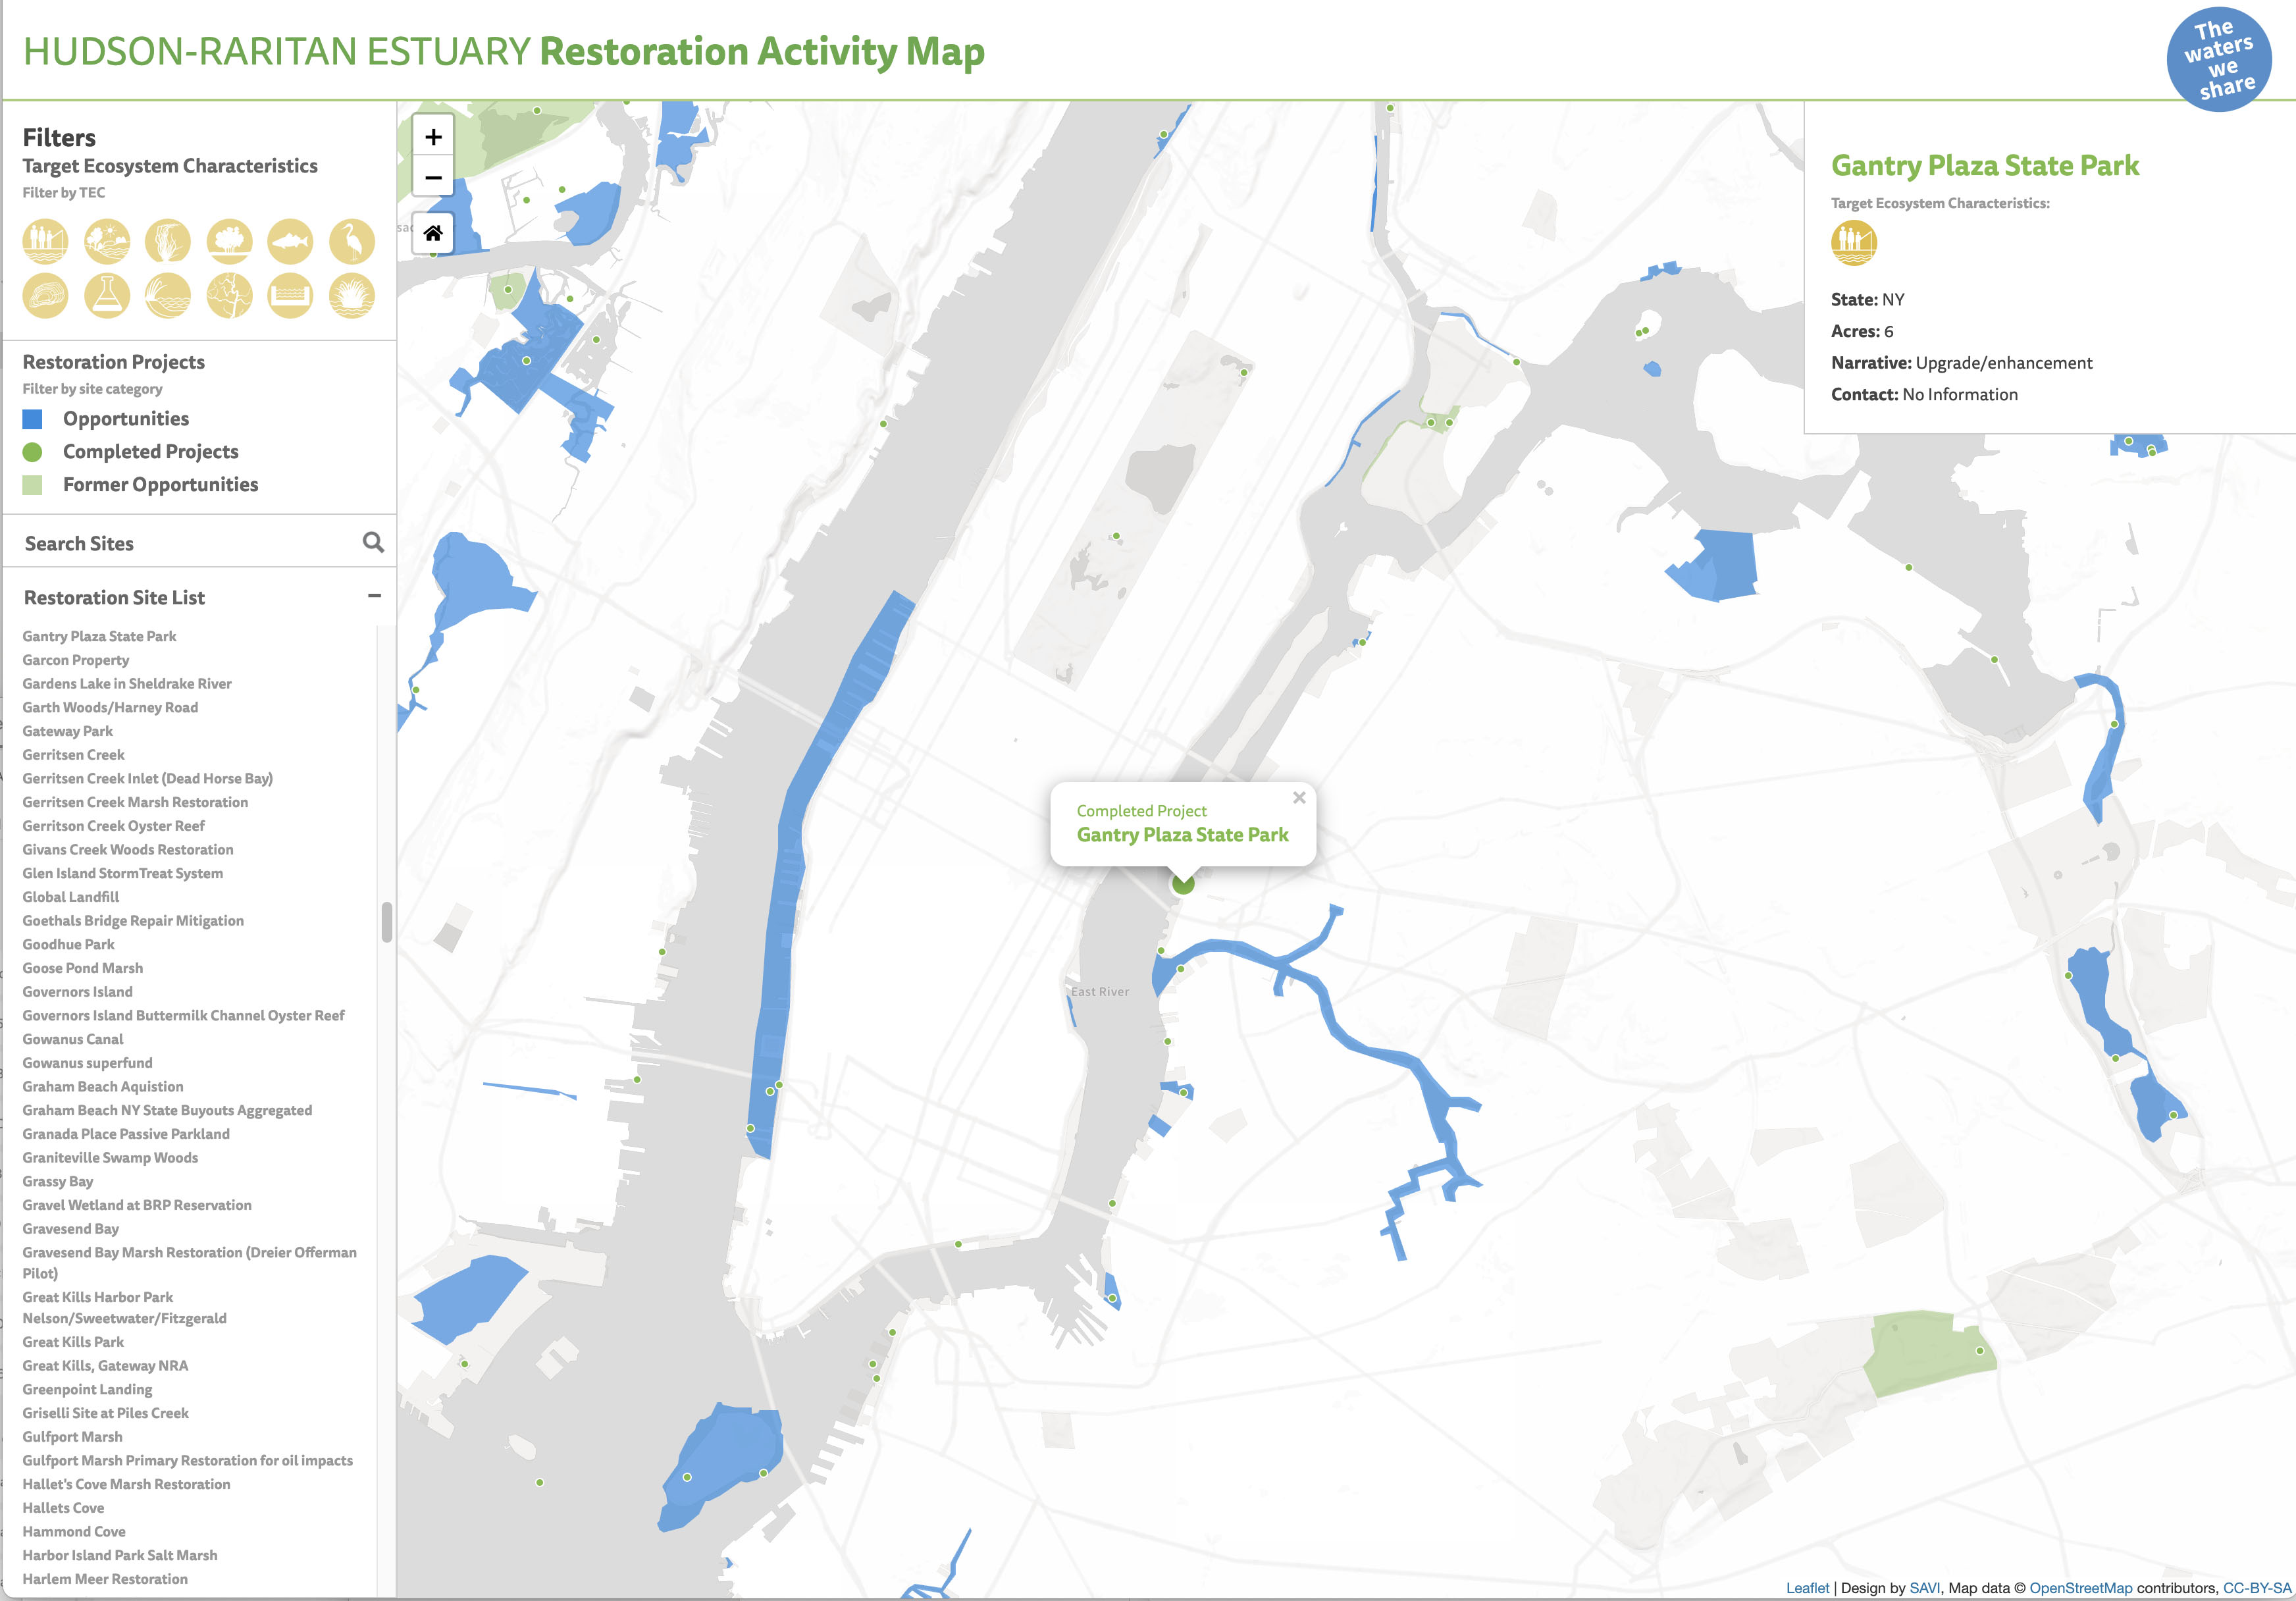 HUDSON-RARITAN ESTUARY Restoration Activity Map
The
waters
we
share
Filters
Target Ecosystem Characteristics
Filter by TEC
Restoration Projects
Filter by site category
Opportunities
Completed Projects
Former Opportunities
Search Sites
Restoration Site List
Gantry Plaza State Park
Garcon Property
Gardens Lake in Sheldrake River
Garth Woods/Harney Road
Gateway Park
Gerritsen Creek
Gerritsen Creek Inlet (Dead Horse Bay)
Gerritsen Creek Marsh Restoration
Gerritson Creek Oyster Reef
Givans Creek Woods Restoration
Glen Island StormTreat System
Global Landfill
Goethals Bridge Repair Mitigation
Goodhue Park
Goose Pond Marsh
Governors Island
Governors Island Buttermilk Channel Oyster Reef
Gowanus Canal
Gowanus superfund
Graham Beach Aquistion
Graham Beach NY State Buyouts Aggregated
Granada Place Passive Parkland
Graniteville Swamp Woods
Grassy Bay
Gravel Wetland at BRP Reservation
Gravesend Bay
Gravesend Bay Marsh Restoration (Dreier Offerman
Pilot)
Great Kills Harbor Park
Nelson/Sweetwater/Fitzgerald
Great Kills Park
Great Kills, Gateway NRA
Greenpoint Landing
Griselli Site at Piles Creek
Gulfport Marsh
Gulfport Marsh Primary Restoration for oil impacts
Hallet's Cove Marsh Restoration
Hallets Cove
Hammond Cove
Harbor Island Park Salt Marsh
Harlem Meer Restoration
+
−
Completed Project
Gantry Plaza State Park
East River
Gantry Plaza State Park
Target Ecosystem Characteristics:
State: NY
Acres: 6
Narrative: Upgrade/enhancement
Contact: No Information
Leaflet | Design by SAVI, Map data © OpenStreetMap contributors, CC-BY-SA